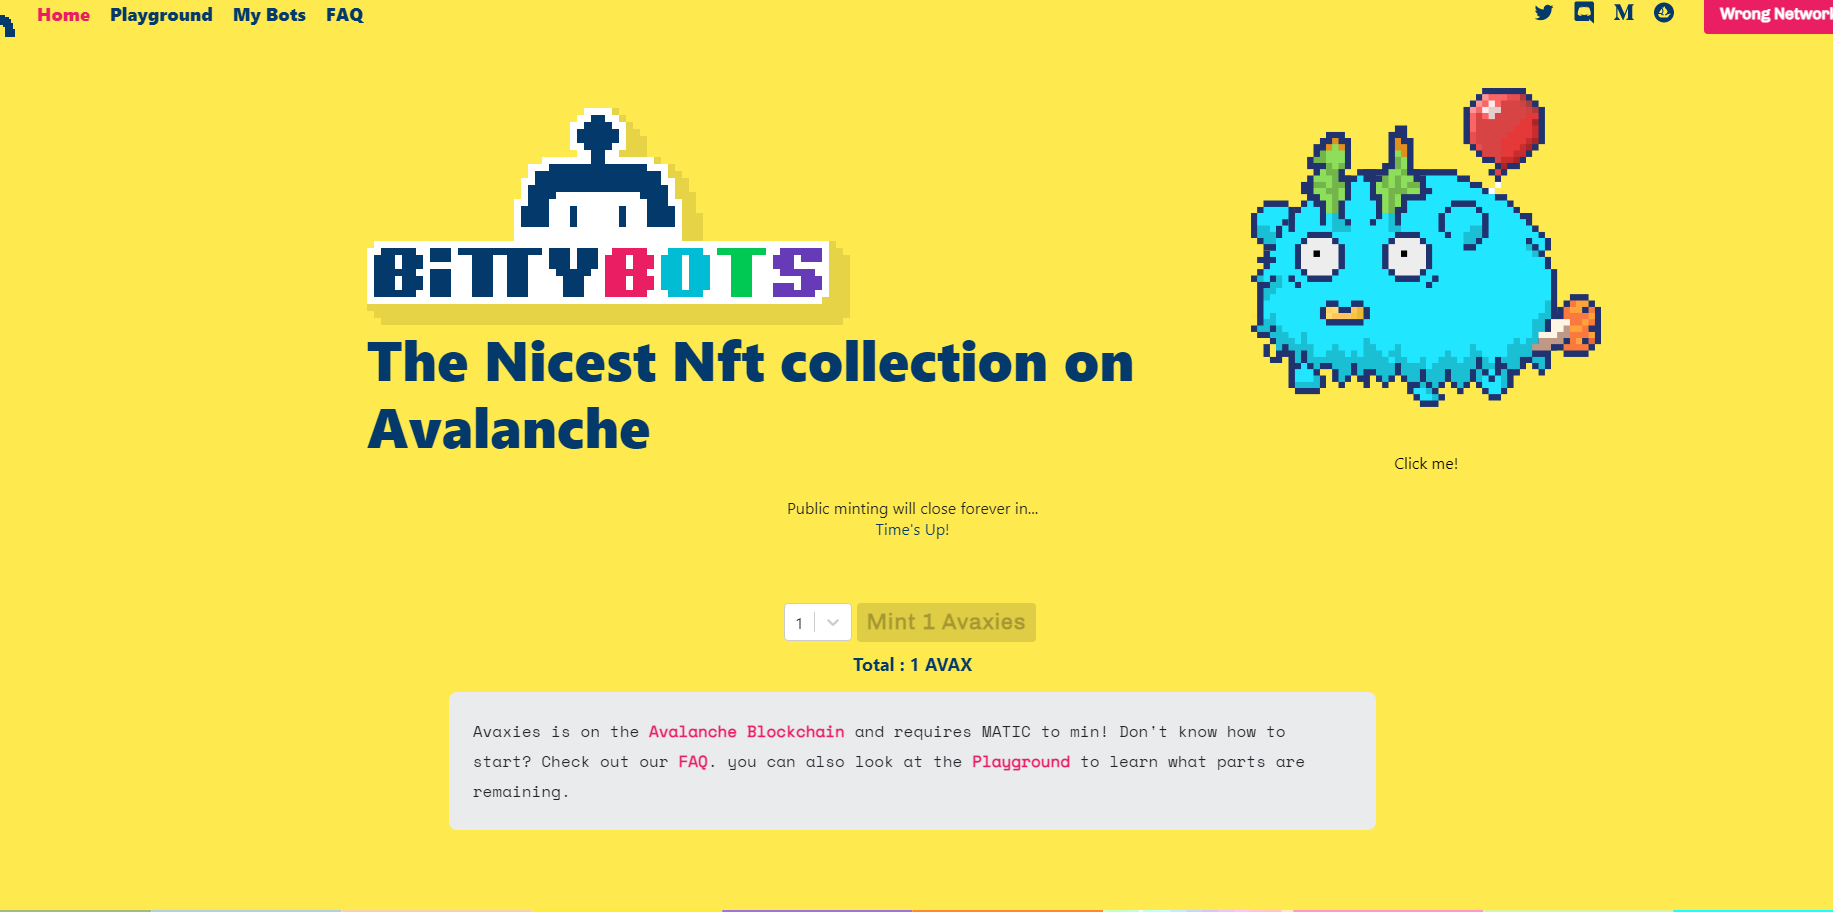 Home Playground My Bots FAQ
Wrong Network
BiTTYBOTS
The Nicest Nft collection on
Avalanche
Click me!
Public minting will close forever in...
Time's Up!
1 Mint 1 Avaxies
Total : 1 AVAX
Avaxies is on the Avalanche Blockchain and requires MATIC to min! Don't know how to
start? Check out our FAQ. you can also look at the Playground to learn what parts are
remaining.